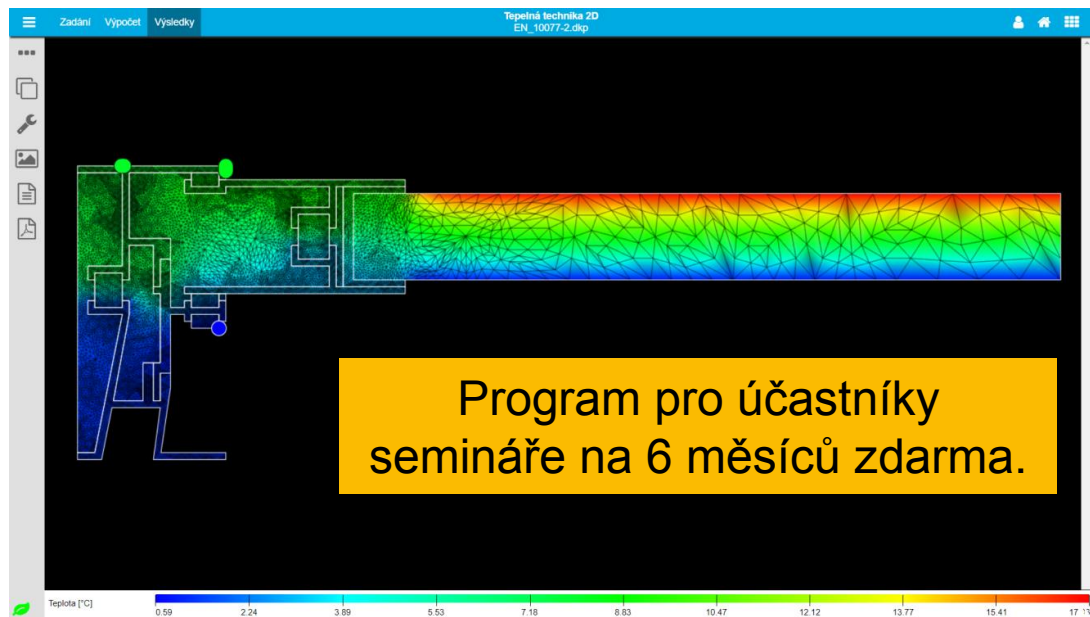 Zadání Výpočet Výsledky
Tepelná technika 2D
EN_10077-2.dkp
Program pro účastníky
semináře na 6 měsíců zdarma.
Teplota [°C]
0.59 2.24 3.89 5.53 7.18 8.83 10.47 12.12 13.77 15.41